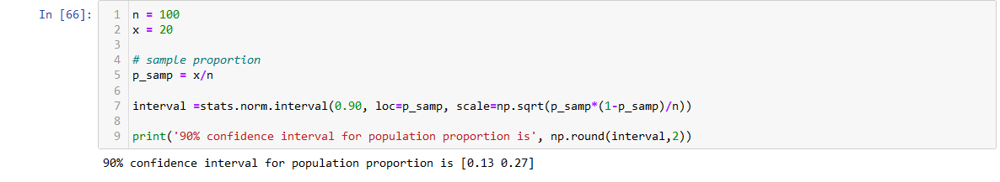 In [66]:
1 n = 100
2 x = 20
3
4 # sample proportion
5 p_samp = x/n
6
7 interval =stats.norm.interval(0.90, loc=p_samp, scale=np.sqrt(p_samp*(1-p_samp)/n))
8
9 print('90% confidence interval for population proportion is', np.round(interval,2))
90% confidence interval for population proportion is [0.13 0.27]